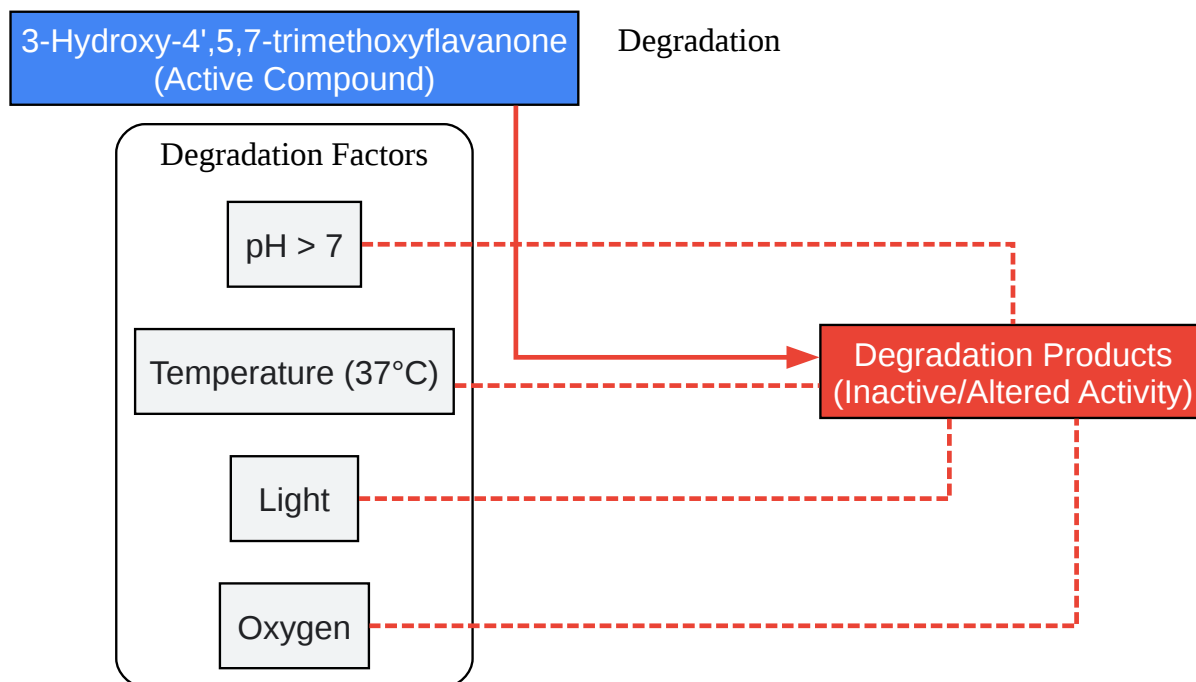 3-Hydroxy-4',5,7-trimethoxyflavanone
(Active Compound)
Degradation
Degradation Factors
pH > 7
Temperature (37°C)
Degradation Products
(Inactive/Altered Activity)
Light
Oxygen